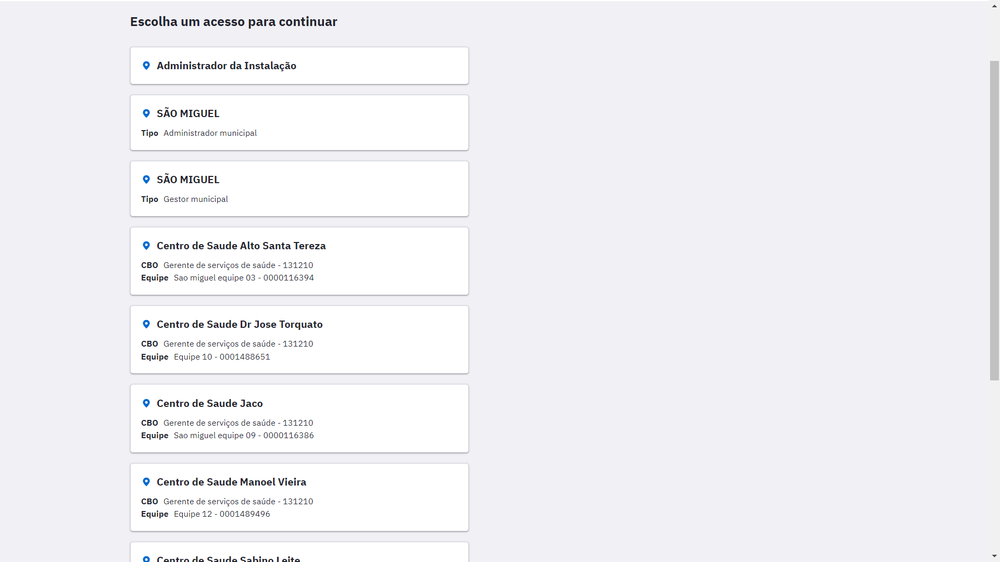 Escolha um acesso para continuar
Administrador da Instalação
SÃO MIGUEL
Tipo Administrador municipal
SÃO MIGUEL
Tipo Gestor municipal
Centro de Saude Alto Santa Tereza
CBO Gerente de serviços de saúde - 131210
Equipe Sao miguel equipe 03 - 0000116394
Centro de Saude Dr Jose Torquato
CBO Gerente de serviços de saúde - 131210
Equipe Equipe 10 - 0001488651
Centro de Saude Jaco
CBO Gerente de serviços de saúde - 131210
Equipe Sao miguel equipe 09 - 0000116386
Centro de Saude Manoel Vieira
CBO Gerente de serviços de saúde - 131210
Equipe Equipe 12 - 0001489496
Centro de Saude Sabino Leite